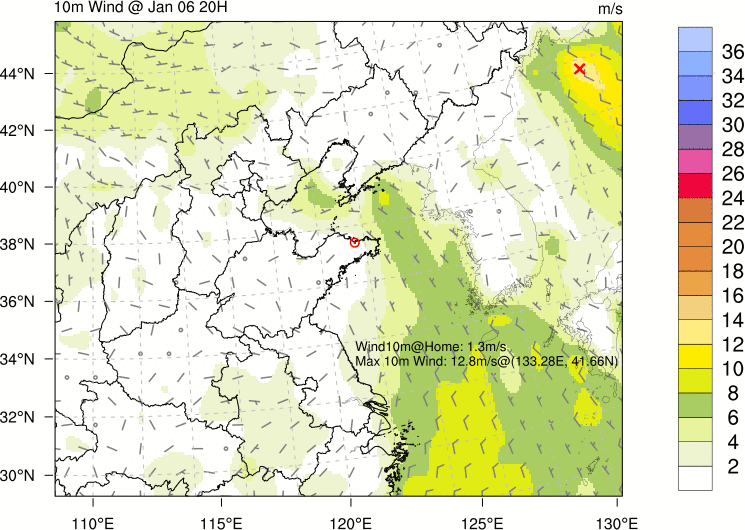 10m Wind @ Jan 06 20H
m/s
44°N
42°N
40°N
38°N
36°N
34°N
32°N
30°N
110°E
115°E
120°E
125°E
130°E
Wind10m@Home: 1.3m/s
Max 10m Wind: 12.8m/s@(133.28E, 41.66N)
36
34
32
30
28
26
24
22
20
18
16
14
12
10
8
6
4
2